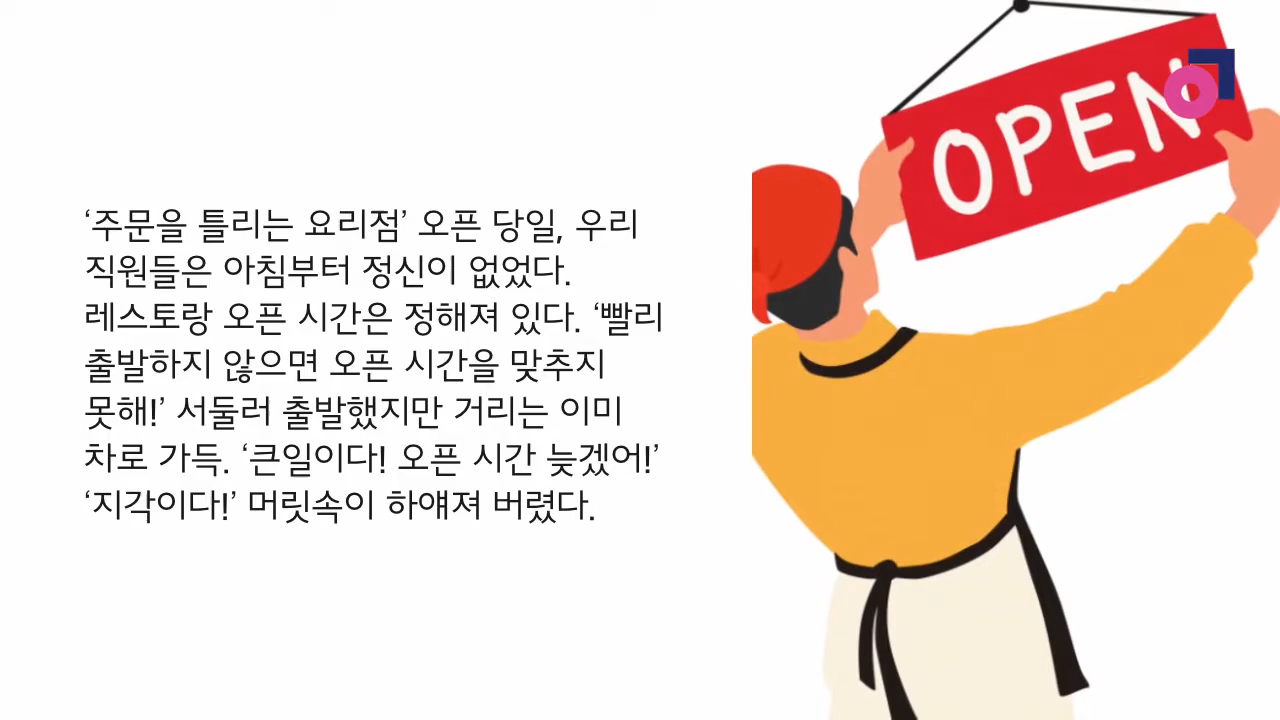 ‘주문을 틀리는 요리점’ 오픈 당일, 우리
직원들은 아침부터 정신이 없었다.
레스토랑 오픈 시간은 정해져 있다. ‘빨리
출발하지 않으면 오픈 시간을 맞추지
못해!’ 서둘러 출발했지만 거리는 이미
차로 가득. ‘큰일이다! 오픈 시간 늦겠어!’
‘지각이다!’ 머릿속이 하얘져 버렸다.
OPEN